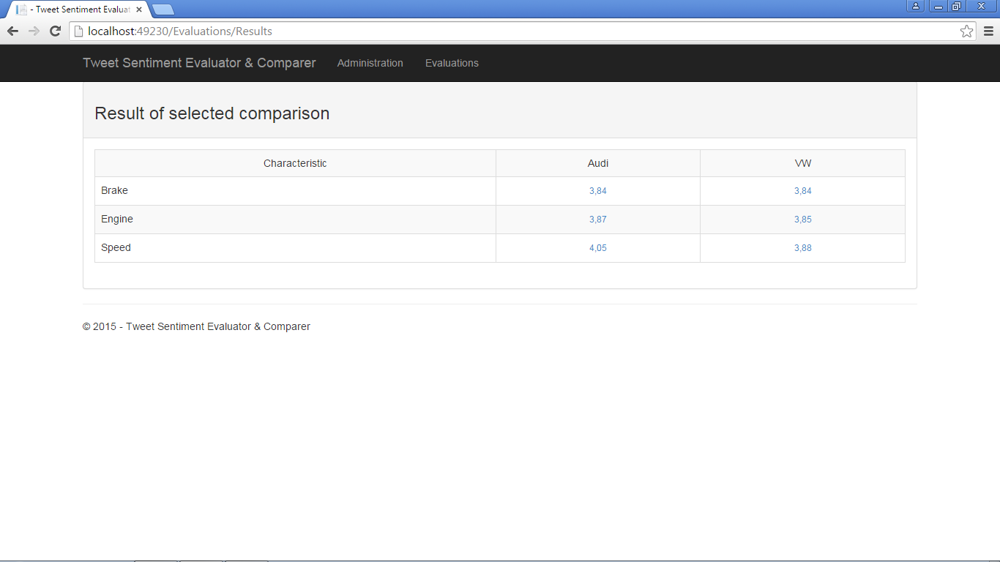 - Tweet Sentiment Evaluat
localhost:49230/Evaluations/Results
Tweet Sentiment Evaluator & Comparer Administration Evaluations
Result of selected comparison
Characteristic Audi VW
Brake 3,84 3,84
Engine 3,87 3,85
Speed 4,05 3,88
© 2015 - Tweet Sentiment Evaluator & Comparer